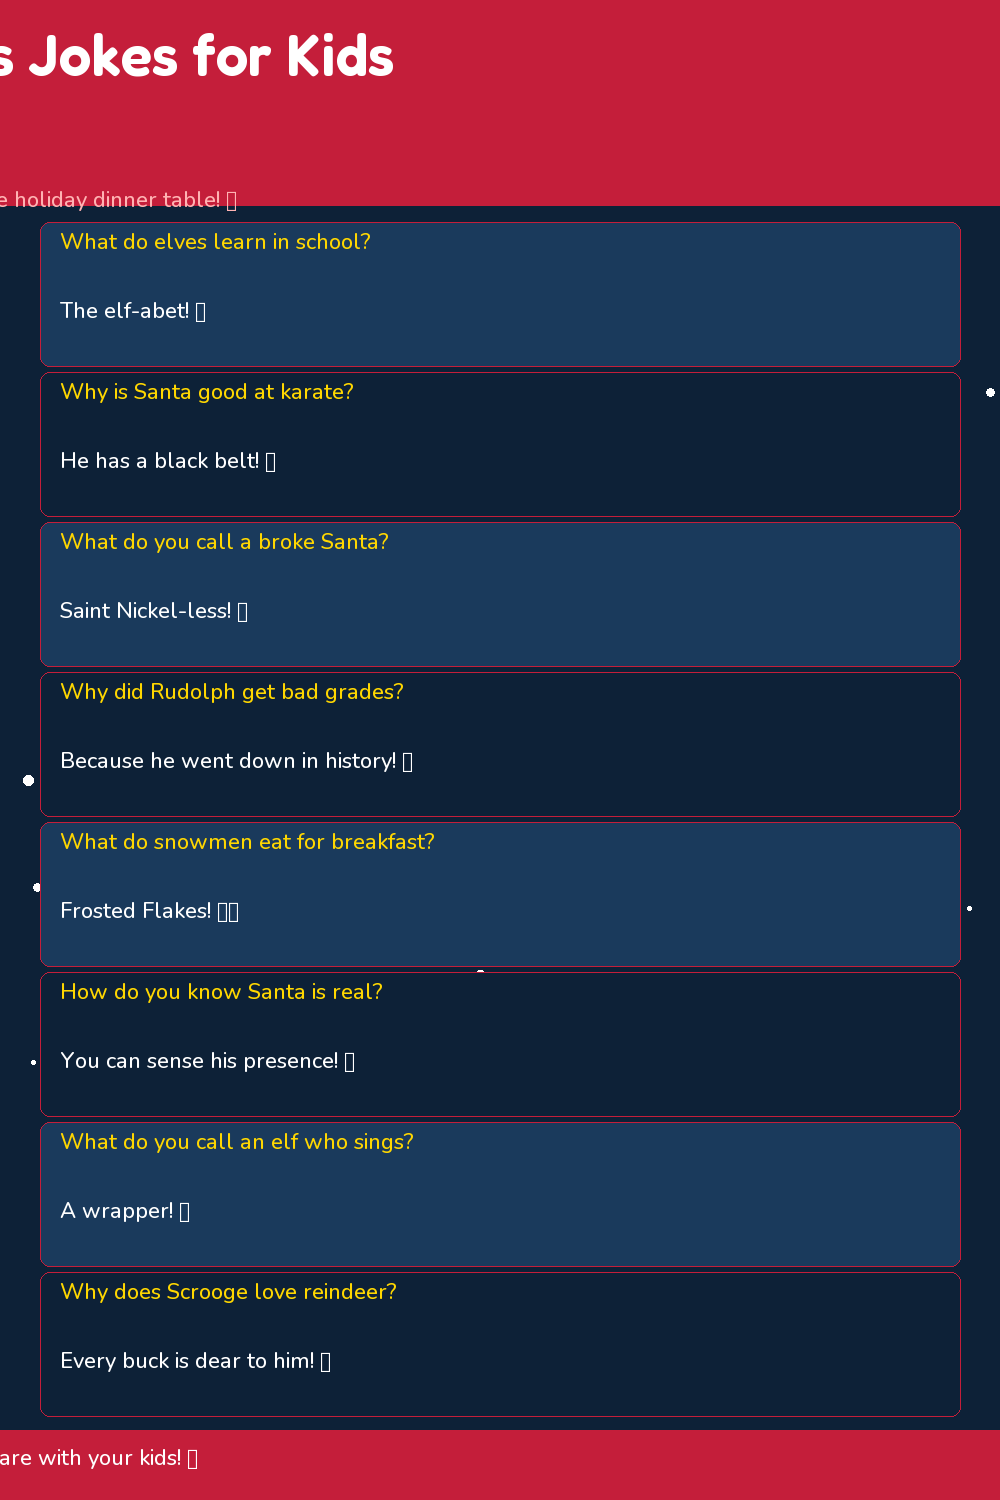 s Jokes for Kids
e holiday dinner table!
What do elves learn in school?
The elf-abet!
Why is Santa good at karate?
He has a black belt!
What do you call a broke Santa?
Saint Nickel-less!
Why did Rudolph get bad grades?
Because he went down in history!
What do snowmen eat for breakfast?
Frosted Flakes!
How do you know Santa is real?
You can sense his presence!
What do you call an elf who sings?
A wrapper!
Why does Scrooge love reindeer?
Every buck is dear to him!
are with your kids!